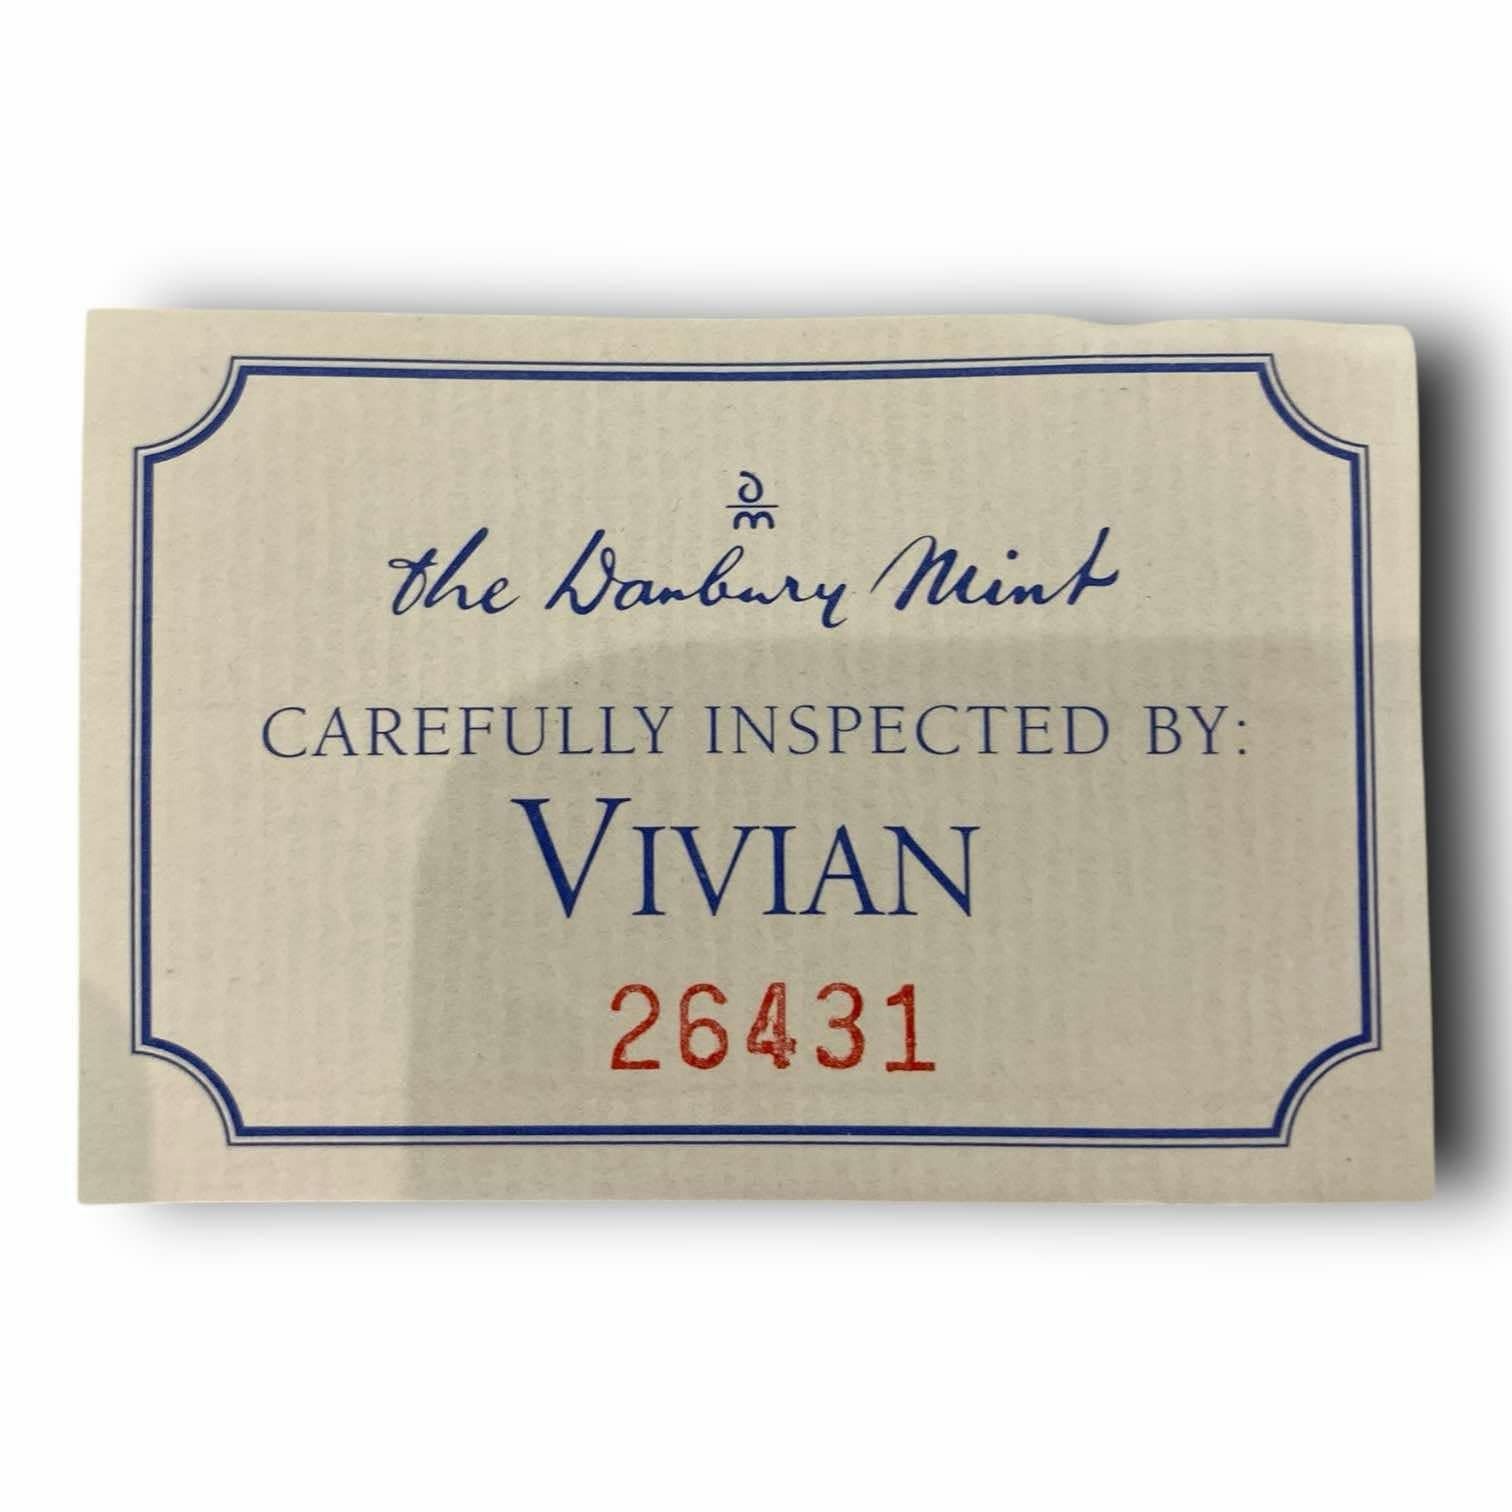 dm
the Danbury Mint
CAREFULLY INSPECTED BY:
VIVIAN
26431